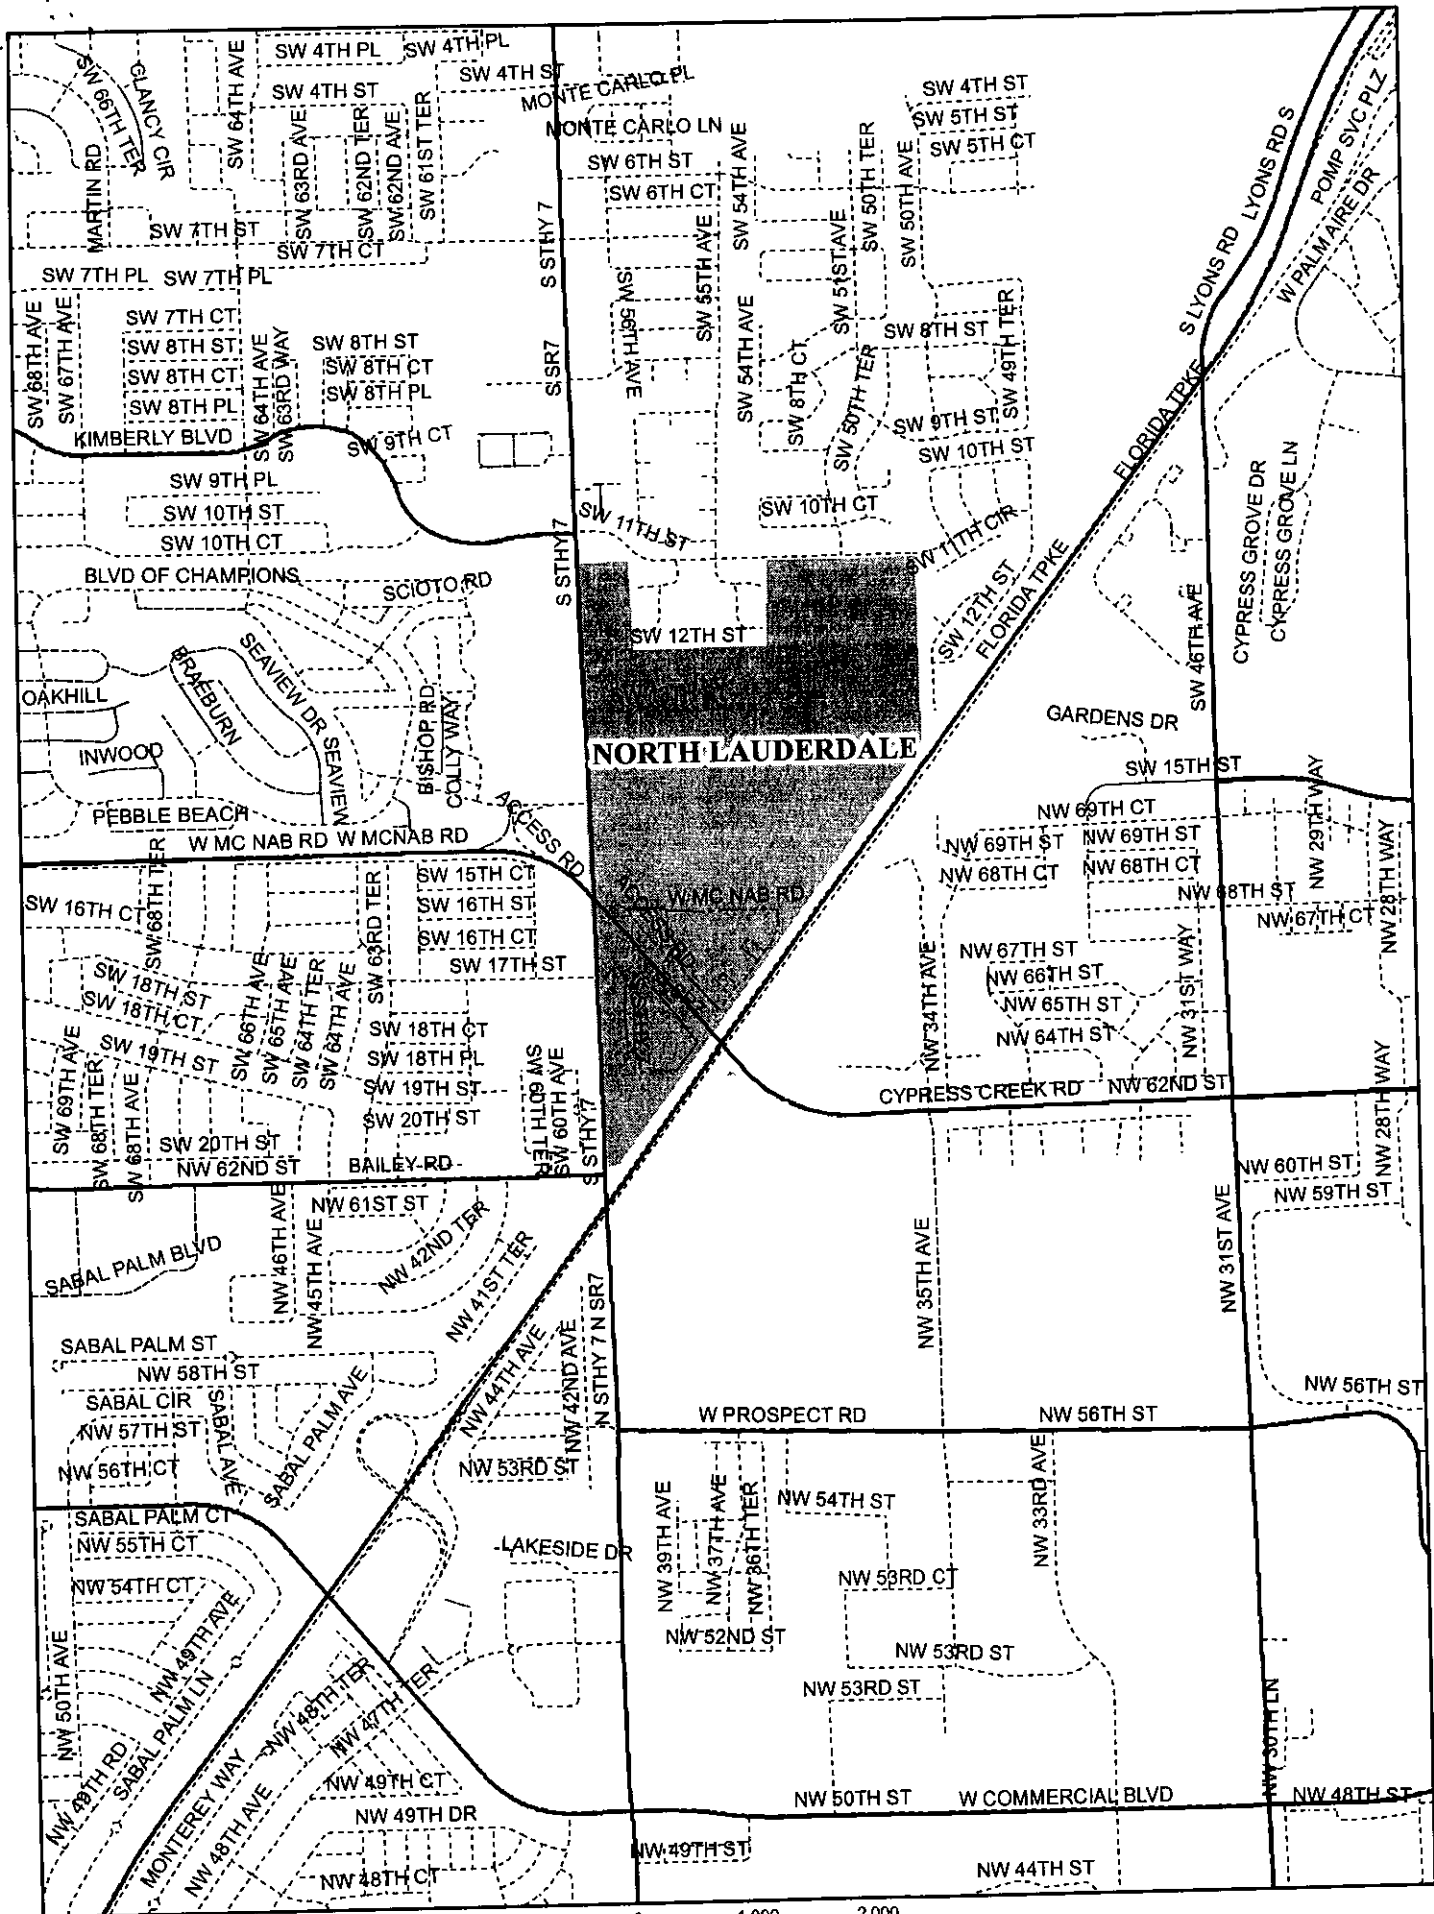 SW 4TH PL
SW 4TH PL
SW 4TH ST
SW 4TH ST
GLANCY CIR
SW 66TH TER
SW 64TH AVE
MARTIN RD
SW 63RD AVE
SW 62ND TER
SW 62ND AVE
SW 61ST TER
MONTE CARLO PL
MONTE CARLO LN
SW 6TH ST
SW 6TH CT
SW 54TH AVE
SW 50TH TER
SW 50TH AVE
SW 4TH ST
SW 5TH ST
SW 5TH CT
S LYONS RD
LYONS RD S
POMP SVC PLZ
W PALM AIRE DR
SW 7TH ST
SW 7TH CT
SW 7TH PL
SW 7TH PL
S STHY 7
SW 56TH AVE
SW 55TH AVE
SW 54TH AVE
SW 51ST AVE
SW 68TH AVE
SW 67TH AVE
SW 7TH CT
SW 8TH ST
SW 8TH CT
SW 8TH PL
SW 64TH AVE
SW 63RD WAY
SW 8TH ST
SW 8TH CT
SW 8TH PL
SW 9TH CT
S SR7
SW 8TH CT
SW 50TH TER
SW 8TH ST
SW 49TH TER
SW 9TH ST
SW 10TH ST
KIMBERLY BLVD
SW 9TH PL
SW 10TH ST
SW 10TH CT
S STHY 7
SW 11TH ST
SW 10TH CT
SW 11TH CIR
SW 12TH ST
FLORIDA TPKE
FLORIDA TPKE
CYPRESS GROVE DR
CYPRESS GROVE LN
SW 46TH AVE
BLVD OF CHAMPIONS
SCIOTO RD
SEAVIEW DR
SEAVIEW
BRAEBURN
OAKHILL
INWOOD
PEBBLE BEACH
BISHOP RD
COLLY WAY
ACCESS RD
SW 12TH ST
NORTH LAUDERDALE
GARDENS DR
SW 15TH ST
W MC NAB RD
W MCNAB RD
W MC NAB RD
NW 69TH CT
NW 69TH ST
NW 69TH ST
NW 68TH CT
NW 68TH CT
NW 68TH ST
NW 67TH CT
NW 29TH WAY
NW 28TH WAY
SW 16TH CT
SW 68TH TER
SW 63RD TER
SW 15TH CT
SW 16TH ST
SW 16TH CT
SW 17TH ST
SW 18TH ST
SW 18TH CT
SW 19TH ST
SW 66TH AVE
SW 65TH AVE
SW 64TH TER
SW 64TH AVE
SW 18TH CT
SW 18TH PL
SW 19TH ST
SW 20TH ST
SW 69TH AVE
SW 68TH TER
SW 68TH AVE
SW 20TH ST
NW 62ND ST
BAILEY RD
SW 60TH TER
SW 60TH AVE
S STHY 7
NW 34TH AVE
NW 67TH ST
NW 66TH ST
NW 65TH ST
NW 64TH ST
NW 31ST WAY
CYPRESS CREEK RD
NW 62ND ST
NW 28TH WAY
NW 60TH ST
NW 59TH ST
SABAL PALM BLVD
NW 61ST ST
NW 46TH AVE
NW 45TH AVE
NW 42ND TER
NW 41ST TER
NW 35TH AVE
NW 31ST AVE
SABAL PALM ST
NW 58TH ST
SABAL CIR
NW 57TH ST
NW 56TH CT
SABAL AVE
SABAL PALM AVE
NW 44TH AVE
NW 42ND AVE
N STHY 7 N SR7
NW 53RD ST
W PROSPECT RD
NW 56TH ST
NW 56TH ST
SABAL PALM CT
NW 55TH CT
NW 54TH CT
LAKESIDE DR
NW 39TH AVE
NW 37TH AVE
NW 36TH TER
NW 54TH ST
NW 33RD AVE
NW 53RD CT
NW 52ND ST
NW 53RD ST
NW 53RD ST
NW 50TH AVE
NW 49TH AVE
SABAL PALM LN
NW 49TH RD
NW 48TH TER
NW 47TH TER
MONTEREY WAY
NW 48TH AVE
NW 49TH CT
NW 49TH DR
NW 48TH CT
NW 49TH ST
NW 50TH ST
W COMMERCIAL BLVD
NW 30TH LN
NW 48TH ST
NW 44TH ST
1,000
2,000